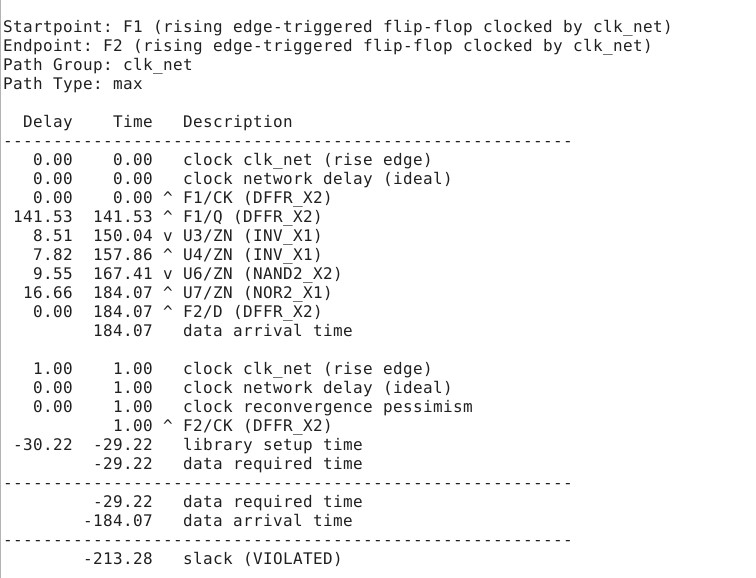 Startpoint: F1 (rising edge-triggered flip-flop clocked by clk_net)
Endpoint: F2 (rising edge-triggered flip-flop clocked by clk_net)
Path Group: clk_net
Path Type: max
  Delay    Time   Description
---------------------------------------------------------
   0.00    0.00   clock clk_net (rise edge)
   0.00    0.00   clock network delay (ideal)
   0.00    0.00 ^ F1/CK (DFFR_X2)
 141.53  141.53 ^ F1/Q (DFFR_X2)
   8.51  150.04 v U3/ZN (INV_X1)
   7.82  157.86 ^ U4/ZN (INV_X1)
   9.55  167.41 v U6/ZN (NAND2_X2)
  16.66  184.07 ^ U7/ZN (NOR2_X1)
   0.00  184.07 ^ F2/D (DFFR_X2)
         184.07   data arrival time
   1.00    1.00   clock clk_net (rise edge)
   0.00    1.00   clock network delay (ideal)
   0.00    1.00   clock reconvergence pessimism
           1.00 ^ F2/CK (DFFR_X2)
 -30.22  -29.22   library setup time
         -29.22   data required time
---------------------------------------------------------
         -29.22   data required time
        -184.07   data arrival time
---------------------------------------------------------
        -213.28   slack (VIOLATED)